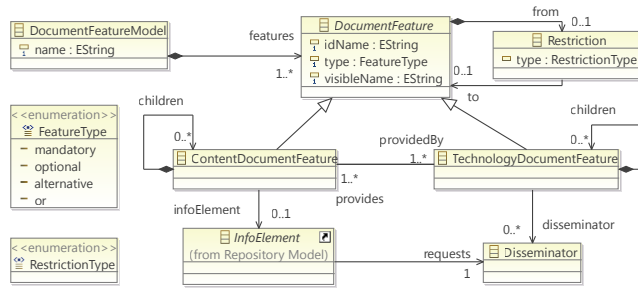 DocumentFeatureModel
name : EString
features
1..*
DocumentFeature
idName : EString
type : FeatureType
visibleName : EString
from
0..1
Restriction
type : RestrictionType
0..1
to
<<enumeration>>
FeatureType
mandatory
optional
alternative
or
children
0..*
ContentDocumentFeature
providedBy
1..*
1..*
provides
children
0..*
TechnologyDocumentFeature
infoElement
0..1
0..*
disseminator
<<enumeration>>
RestrictionType
InfoElement
(from Repository Model)
requests
1
Disseminator